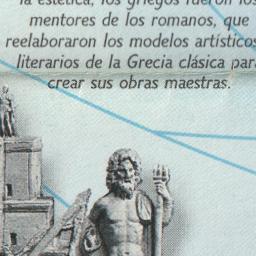 la estética, los griegos fueron los
mentores de los romanos, que
reelaboraron los modelos artísticos
literarios de la Grecia clásica para
crear sus obras maestras.